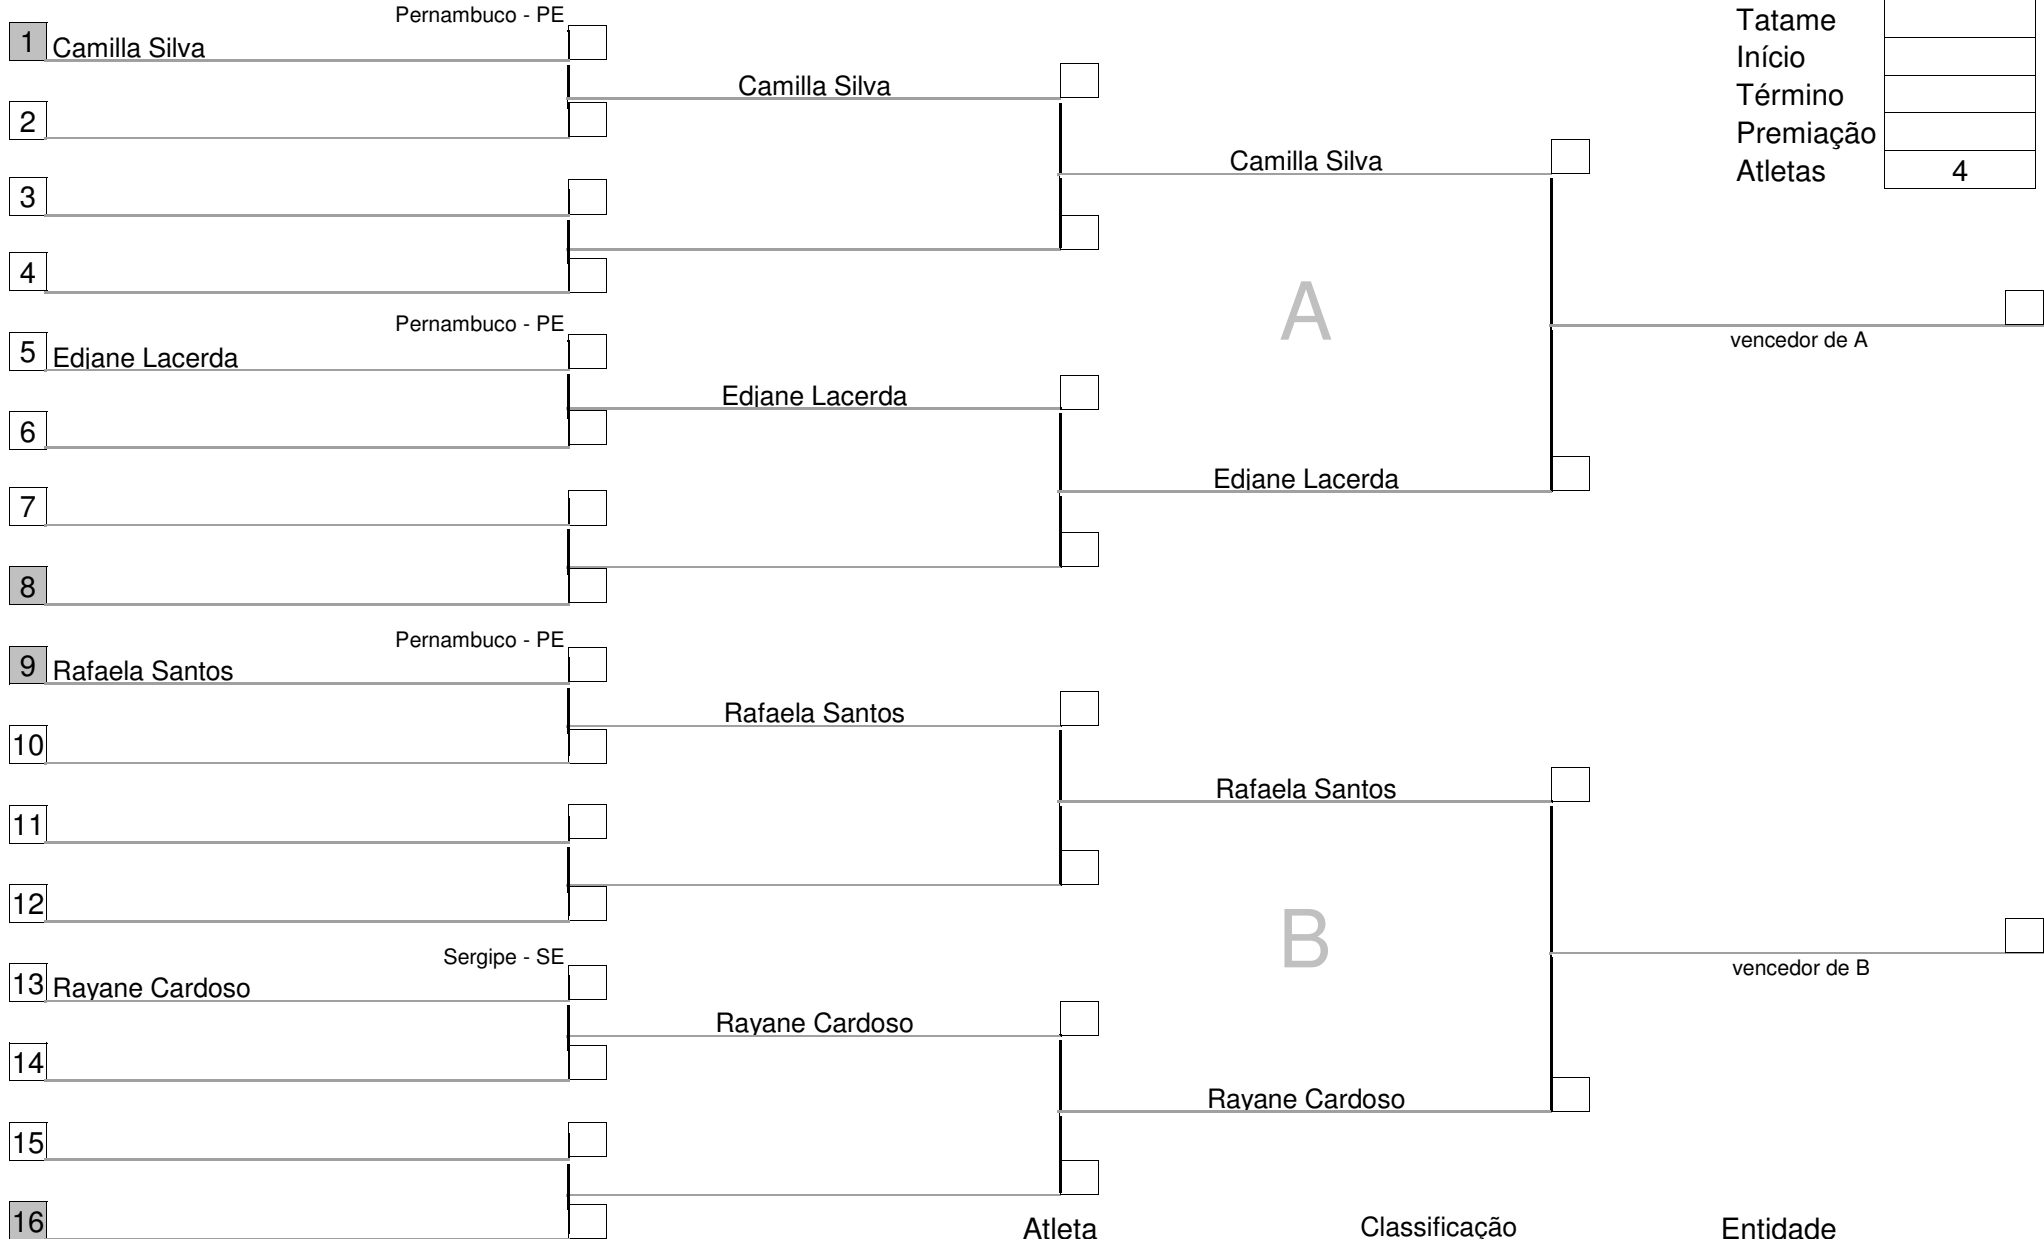 Pernambuco - PE
1 Camilla Silva
Camilla Silva
2
Camilla Silva
3
4
Pernambuco - PE
5 Edjane Lacerda
Edjane Lacerda
6
Edjane Lacerda
7
8
A
vencedor de A
Pernambuco - PE
9 Rafaela Santos
Rafaela Santos
10
Rafaela Santos
11
12
Sergipe - SE
13 Rayane Cardoso
Rayane Cardoso
14
Rayane Cardoso
15
16
B
vencedor de B
Tatame
Início
Término
Premiação
Atletas 4
Atleta Classificação Entidade